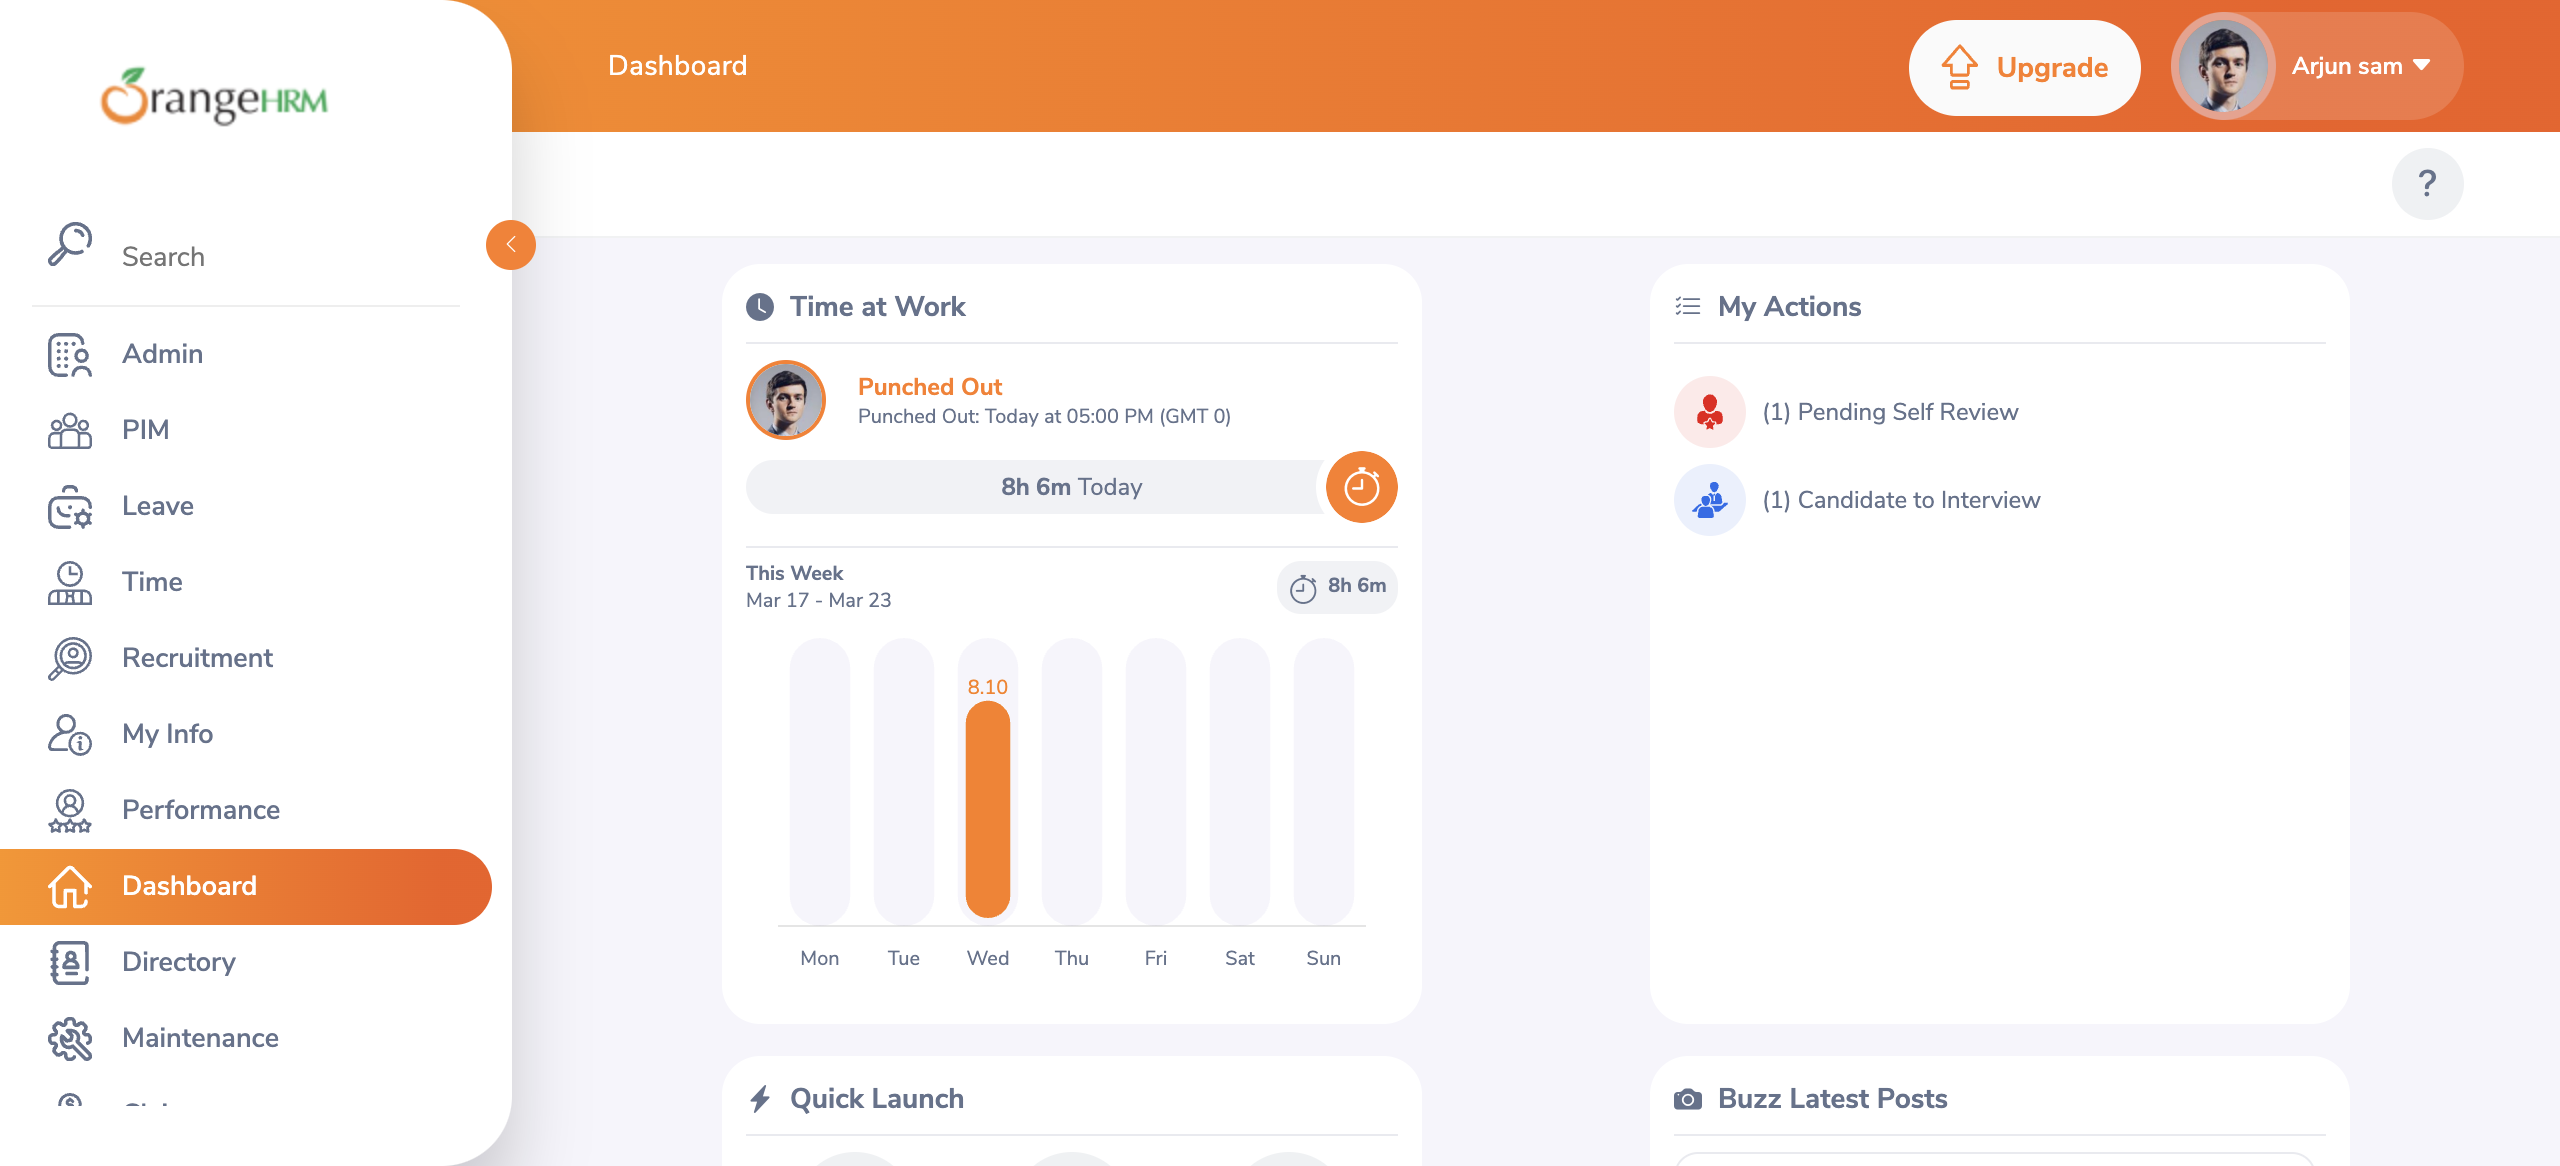 OrangeHRM
Dashboard
Upgrade
Arjun sam
?
Search
Admin
PIM
Leave
Time
Recruitment
My Info
Performance
Dashboard
Directory
Maintenance
Time at Work
Punched Out
Punched Out: Today at 05:00 PM (GMT 0)
8h 6m Today
This Week
Mar 17 - Mar 23
8h 6m
8.10
Mon Tue Wed Thu Fri Sat Sun
My Actions
(1) Pending Self Review
(1) Candidate to Interview
Quick Launch
Buzz Latest Posts